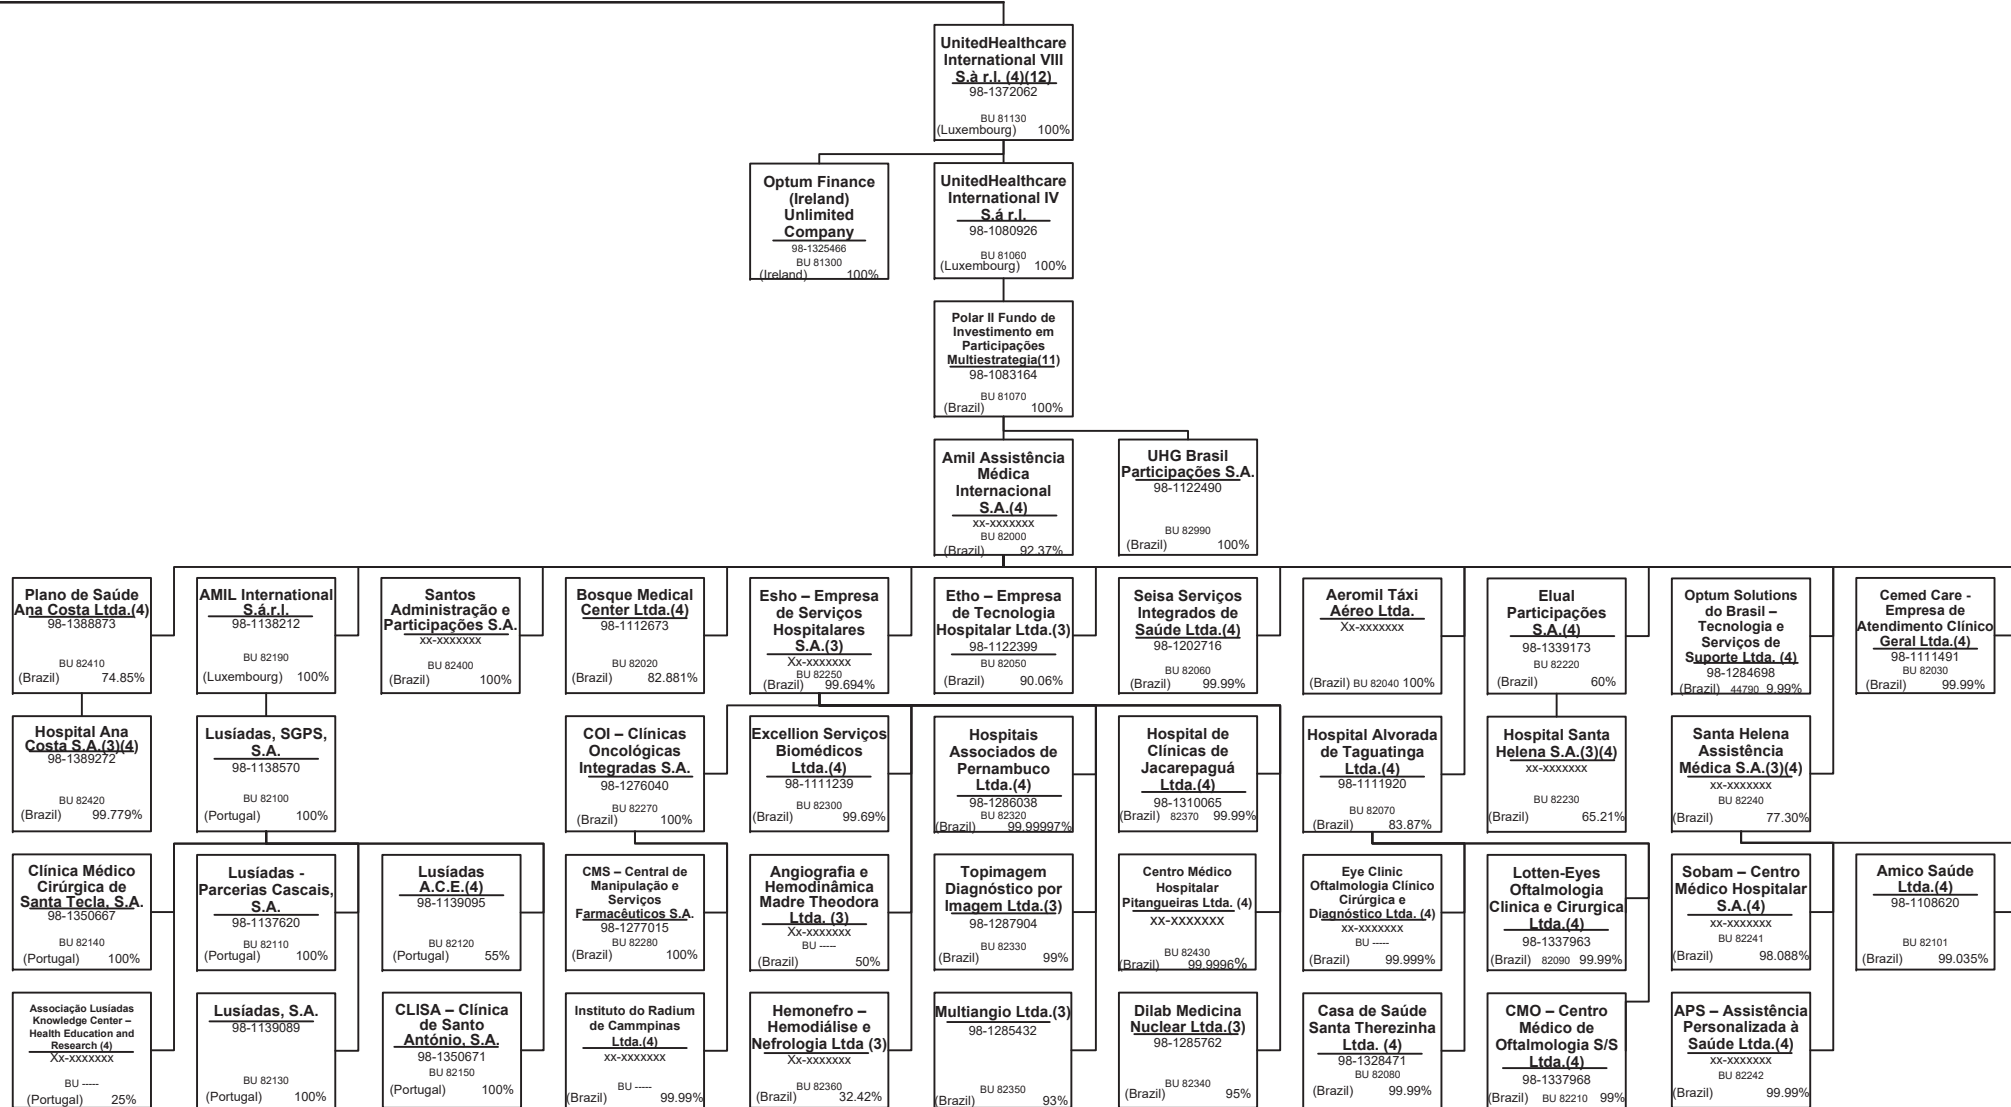 UnitedHealthcare
International VIII
S.à r.l. (4)(12)
98-1372062
BU 81130
(Luxembourg) 100%
Optum Finance
(Ireland)
Unlimited
Company
98-1325466
BU 81300
(Ireland) 100%
UnitedHealthcare
International IV
S.á r.l.
98-1080926
BU 81060
(Luxembourg) 100%
Polar II Fundo de
Investimento em
Participações
Multiestrategia(11)
98-1083164
BU 81070
(Brazil) 100%
Amil Assistência
Médica
Internacional
S.A.(4)
xx-xxxxxxx
BU 82000
(Brazil) 92.37%
UHG Brasil
Participações S.A.
98-1122490
BU 82990
(Brazil) 100%
Plano de Saúde
Ana Costa Ltda.(4)
98-1388873
BU 82410
(Brazil) 74.85%
AMIL International
S.á.r.l.
98-1138212
BU 82190
(Luxembourg) 100%
Santos
Administração e
Participações S.A.
xx-xxxxxxx
BU 82400
(Brazil) 100%
Bosque Medical
Center Ltda.(4)
98-1112673
BU 82020
(Brazil) 82.881%
Esho – Empresa
de Serviços
Hospitalares
S.A.(3)
Xx-xxxxxxx
BU 82250
(Brazil) 99.694%
Etho – Empresa
de Tecnologia
Hospitalar Ltda.(3)
98-1122399
BU 82050
(Brazil) 90.06%
Seisa Serviços
Integrados de
Saúde Ltda.(4)
98-1202716
BU 82060
(Brazil) 99.99%
Aeromil Táxi
Aéreo Ltda.
Xx-xxxxxxx
(Brazil) BU 82040 100%
Elual
Participações
S.A.(4)
98-1339173
BU 82220
(Brazil) 60%
Optum Solutions
do Brasil –
Tecnologia e
Serviços de
Suporte Ltda. (4)
98-1284698
(Brazil) 44790 9.99%
Cemed Care -
Empresa de
Atendimento Clínico
Geral Ltda.(4)
98-1111491
BU 82030
(Brazil) 99.99%
Hospital Ana
Costa S.A.(3)(4)
98-1389272
BU 82420
(Brazil) 99.779%
Lusíadas, SGPS,
S.A.
98-1138570
BU 82100
(Portugal) 100%
COI – Clínicas
Oncológicas
Integradas S.A.
98-1276040
BU 82270
(Brazil) 100%
Excellion Serviços
Biomédicos
Ltda.(4)
98-1111239
BU 82300
(Brazil) 99.69%
Hospitais
Associados de
Pernambuco
Ltda.(4)
98-1286038
BU 82320
(Brazil) 99.99997%
Hospital de
Clínicas de
Jacarepaguá
Ltda.(4)
98-1310065
(Brazil) 82370 99.99%
Hospital Alvorada
de Taguatinga
Ltda.(4)
98-1111920
BU 82070
(Brazil) 83.87%
Hospital Santa
Helena S.A.(3)(4)
xx-xxxxxxx
BU 82230
(Brazil) 65.21%
Santa Helena
Assistência
Médica S.A.(3)(4)
xx-xxxxxxx
BU 82240
(Brazil) 77.30%
Clínica Médico
Cirúrgica de
Santa Tecla, S.A.
98-1350667
BU 82140
(Portugal) 100%
Lusíadas -
Parcerias Cascais,
S.A.
98-1137620
BU 82110
(Portugal) 100%
Lusíadas
A.C.E.(4)
98-1139095
BU 82120
(Portugal) 55%
CMS – Central de
Manipulação e
Serviços
Farmacêuticos S.A.
98-1277015
BU 82280
(Brazil) 100%
Angiografia e
Hemodinâmica
Madre Theodora
Ltda. (3)
Xx-xxxxxxx
BU -----
(Brazil) 50%
Topimagem
Diagnóstico por
Imagem Ltda.(3)
98-1287904
BU 82330
(Brazil) 99%
Centro Médico
Hospitalar
Pitangueiras Ltda. (4)
xx-xxxxxxx
BU 82430
(Brazil) 99.9996%
Eye Clinic
Oftalmologia Clínico
Cirúrgica e
Diagnóstico Ltda. (4)
xx-xxxxxxx
BU -----
(Brazil) 99.999%
Lotten-Eyes
Oftalmologia
Clinica e Cirurgica
Ltda.(4)
98-1337963
(Brazil) 82090 99.99%
Sobam – Centro
Médico Hospitalar
S.A.(4)
xx-xxxxxxx
BU 82241
(Brazil) 98.088%
Amico Saúde
Ltda.(4)
98-1108620
BU 82101
(Brazil) 99.035%
Associação Lusíadas
Knowledge Center –
Health Education and
Research (4)
Xx-xxxxxxx
BU -----
(Portugal) 25%
Lusíadas, S.A.
98-1139089
BU 82130
(Portugal) 100%
CLISA – Clínica
de Santo
António, S.A.
98-1350671
BU 82150
(Portugal) 100%
Instituto do Radium
de Cammpinas
Ltda.(4)
xx-xxxxxxx
BU -----
(Brazil) 99.99%
Hemonefro –
Hemodiálise e
Nefrologia Ltda (3)
Xx-xxxxxxx
BU 82360
(Brazil) 32.42%
Multiangio Ltda.(3)
98-1285432
BU 82350
(Brazil) 93%
Dilab Medicina
Nuclear Ltda.(3)
98-1285762
BU 82340
(Brazil) 95%
Casa de Saúde
Santa Therezinha
Ltda. (4)
98-1328471
BU 82080
(Brazil) 99.99%
CMO – Centro
Médico de
Oftalmologia S/S
Ltda.(4)
98-1337968
(Brazil) BU 82210 99%
APS – Assistência
Personalizada à
Saúde Ltda.(4)
xx-xxxxxxx
BU 82242
(Brazil) 99.99%